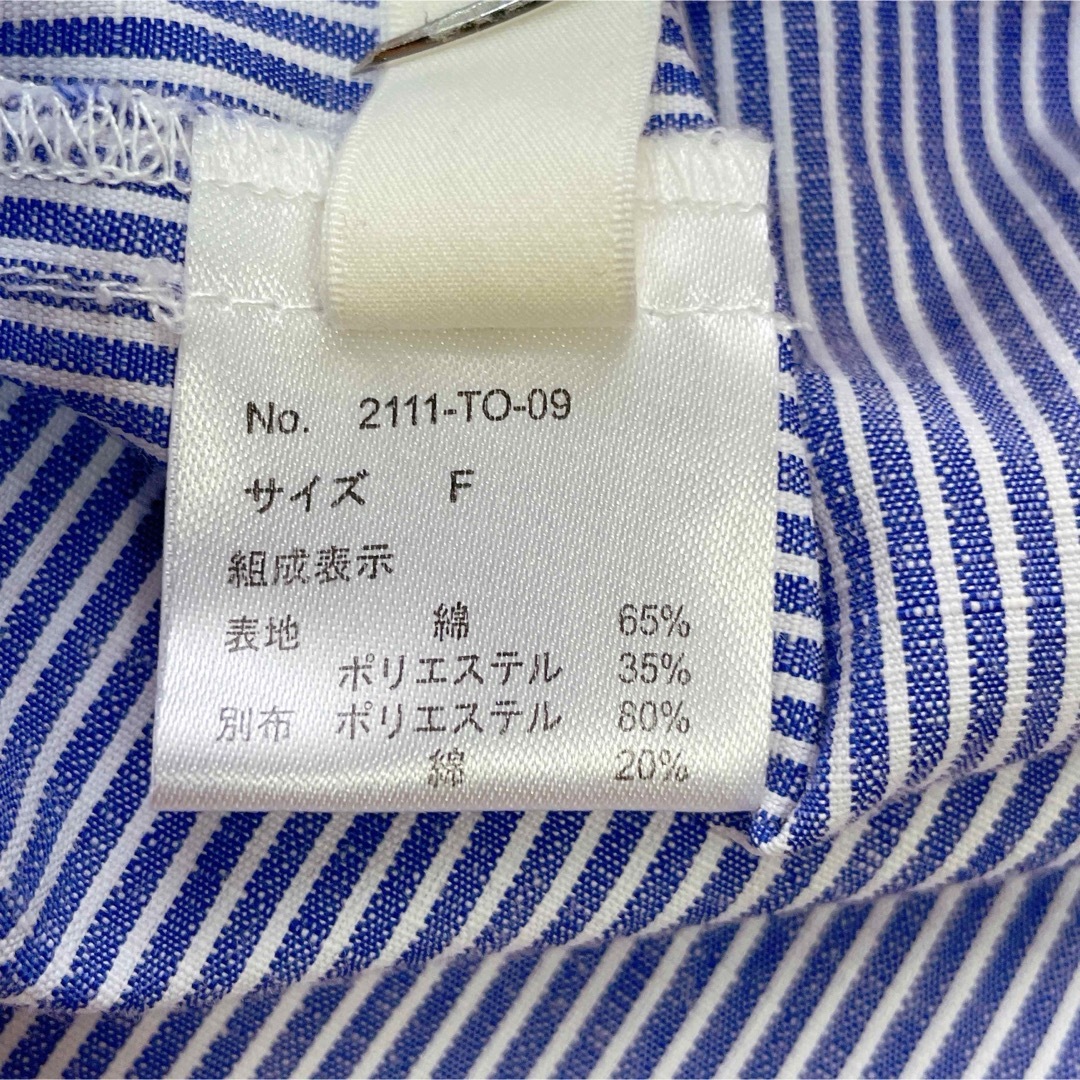 No. 2111-TO-09
サイズ F
組成表示
表地 綿 65%
ポリエステル 35%
別布 ポリエステル 80%
綿 20%